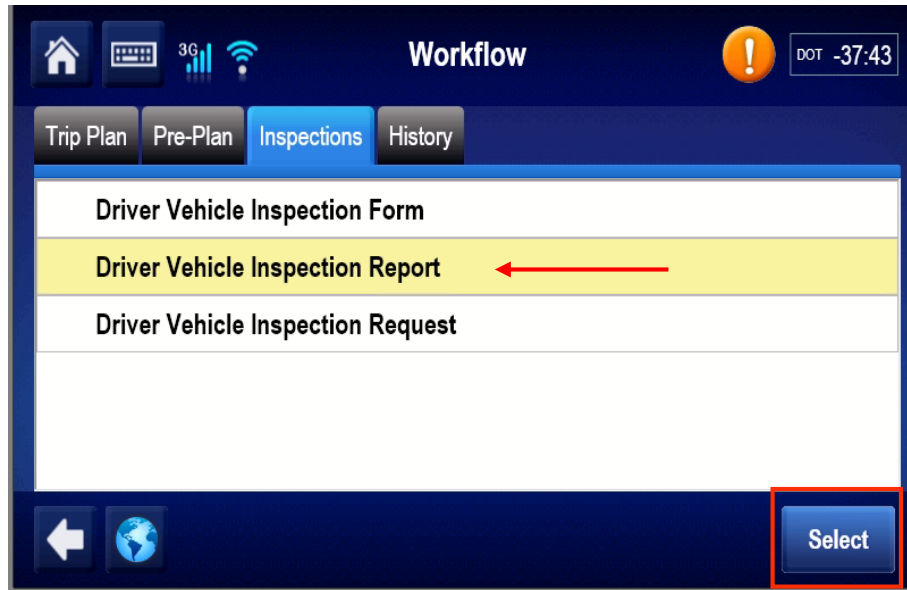 3G
Workflow
!
DOT -37:43
Trip Plan
Pre-Plan
Inspections
History
Driver Vehicle Inspection Form
Driver Vehicle Inspection Report
Driver Vehicle Inspection Request
Select